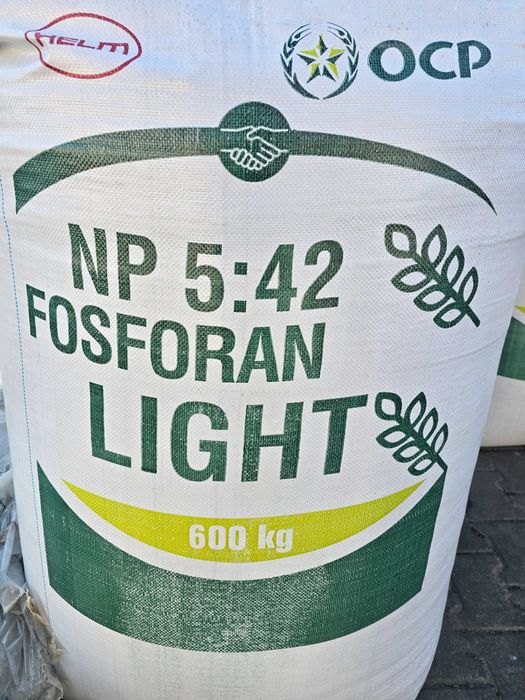 HELM
OCP
NP 5:42
FOSFORAN
LIGHT
600 kg